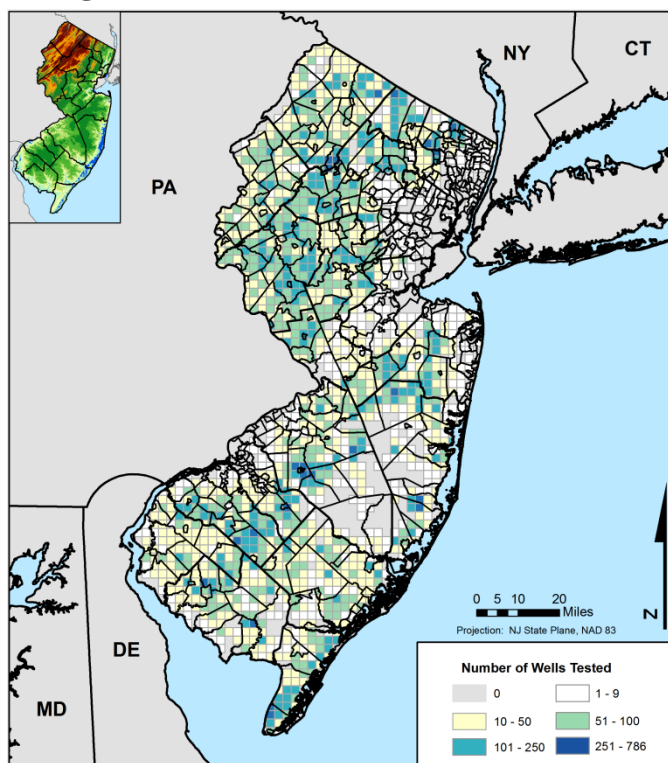 NY
CT
PA
0 5 10 20
Miles
Projection: NJ State Plane, NAD 83
N
DE
MD
Number of Wells Tested
0
1 - 9
10 - 50
51 - 100
101 - 250
251 - 786